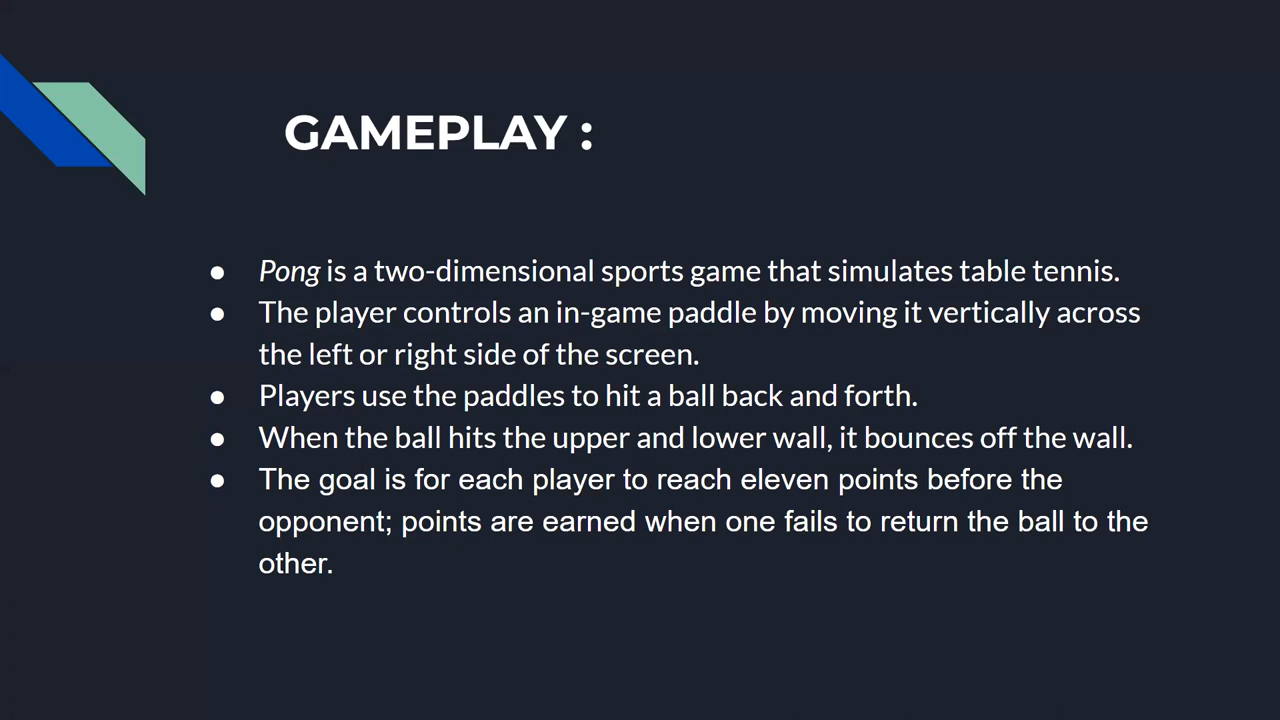 GAMEPLAY :
● Pong is a two-dimensional sports game that simulates table tennis.
● The player controls an in-game paddle by moving it vertically across
the left or right side of the screen.
● Players use the paddles to hit a ball back and forth.
● When the ball hits the upper and lower wall, it bounces off the wall.
● The goal is for each player to reach eleven points before the
opponent; points are earned when one fails to return the ball to the
other.